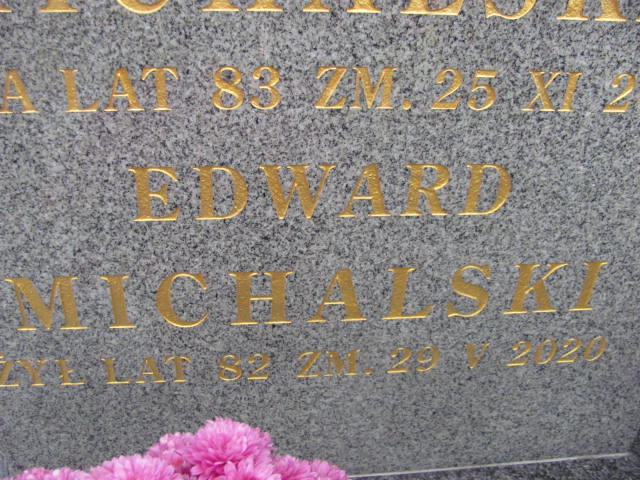 LAT 83 ZM. 25 XI
EDWARD
MICHALSKI
ŻYŁ LAT 82 ZM. 29 V 2020